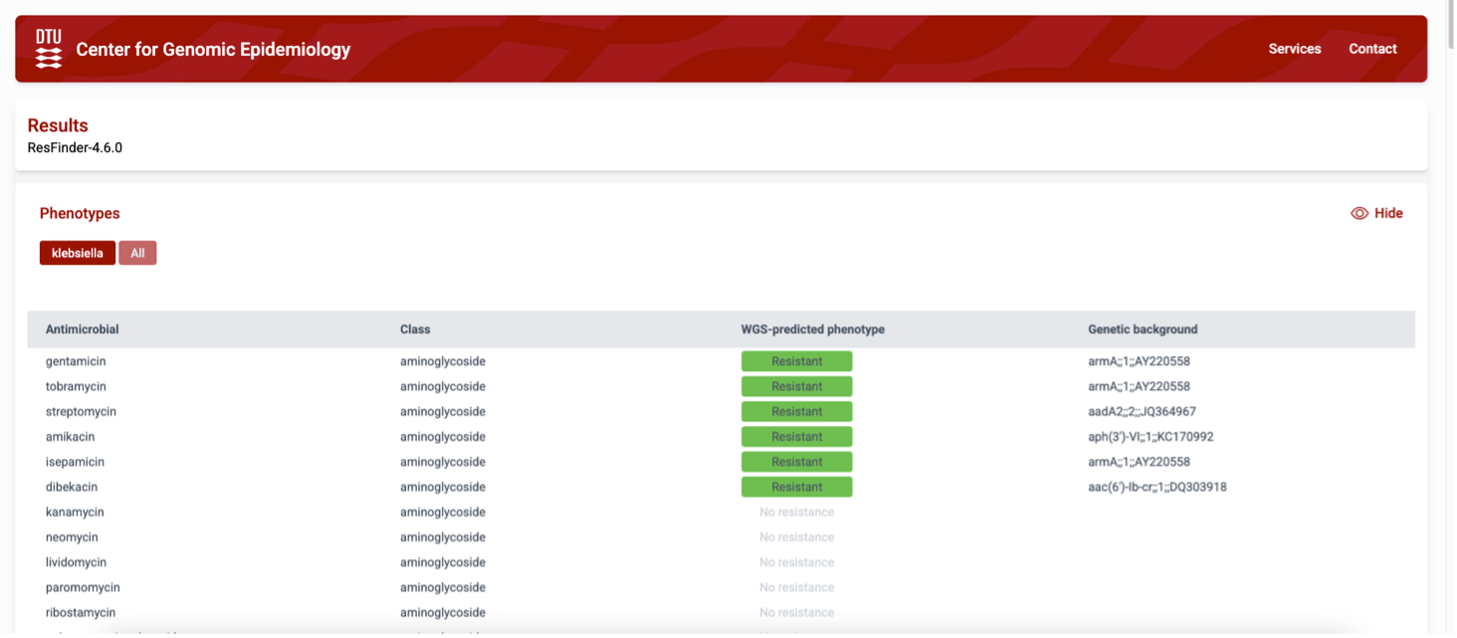 DTU
Center for Genomic Epidemiology Services Contact
Results
ResFinder-4.6.0
Phenotypes Hide
klebsiella All
Antimicrobial Class WGS-predicted phenotype Genetic background
gentamicin aminoglycoside Resistant armA;;1;;AY220558
tobramycin aminoglycoside Resistant armA;;1;;AY220558
streptomycin aminoglycoside Resistant aadA2;;2;;JQ364967
amikacin aminoglycoside Resistant aph(3')-VI;;1;;KC170992
isepamicin aminoglycoside Resistant armA;;1;;AY220558
dibekacin aminoglycoside Resistant aac(6')-Ib-cr;;1;;DQ303918
kanamycin aminoglycoside No resistance
neomycin aminoglycoside No resistance
lividomycin aminoglycoside No resistance
paromomycin aminoglycoside No resistance
ribostamycin aminoglycoside No resistance